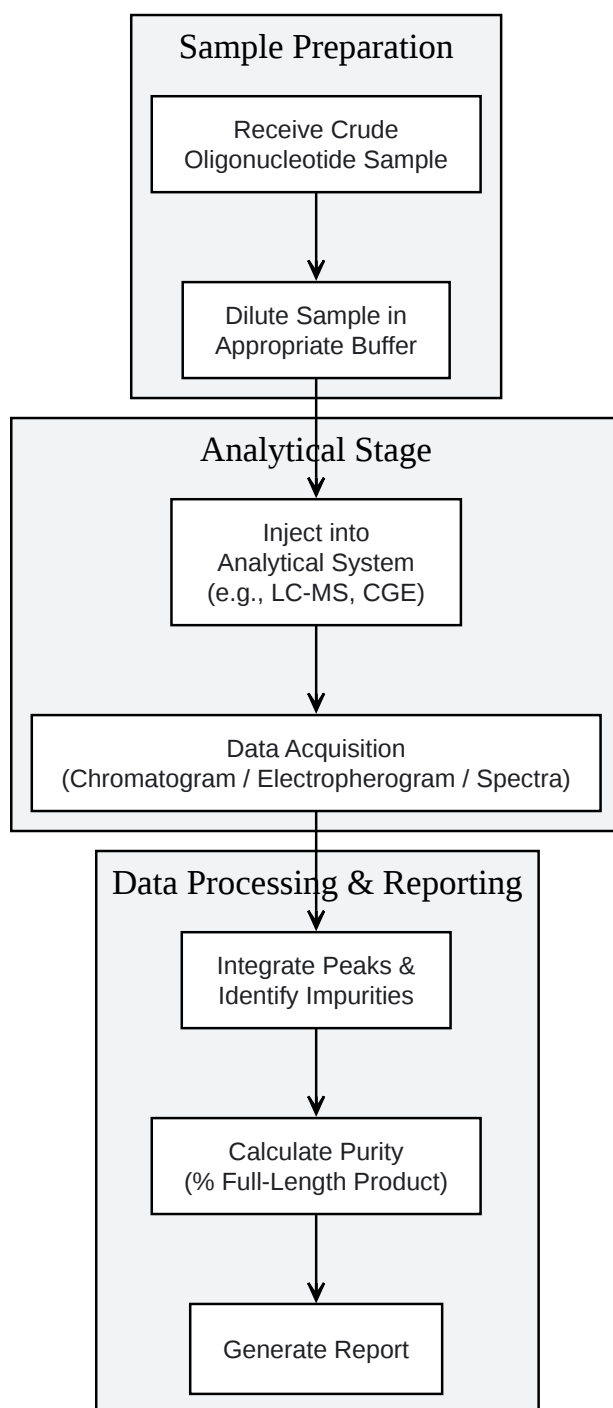 Sample Preparation
Receive Crude
Oligonucleotide Sample
Dilute Sample in
Appropriate Buffer
Analytical Stage
Inject into
Analytical System
(e.g., LC-MS, CGE)
Data Acquisition
(Chromatogram / Electropherogram / Spectra)
Data Processing & Reporting
Integrate Peaks &
Identify Impurities
Calculate Purity
(% Full-Length Product)
Generate Report